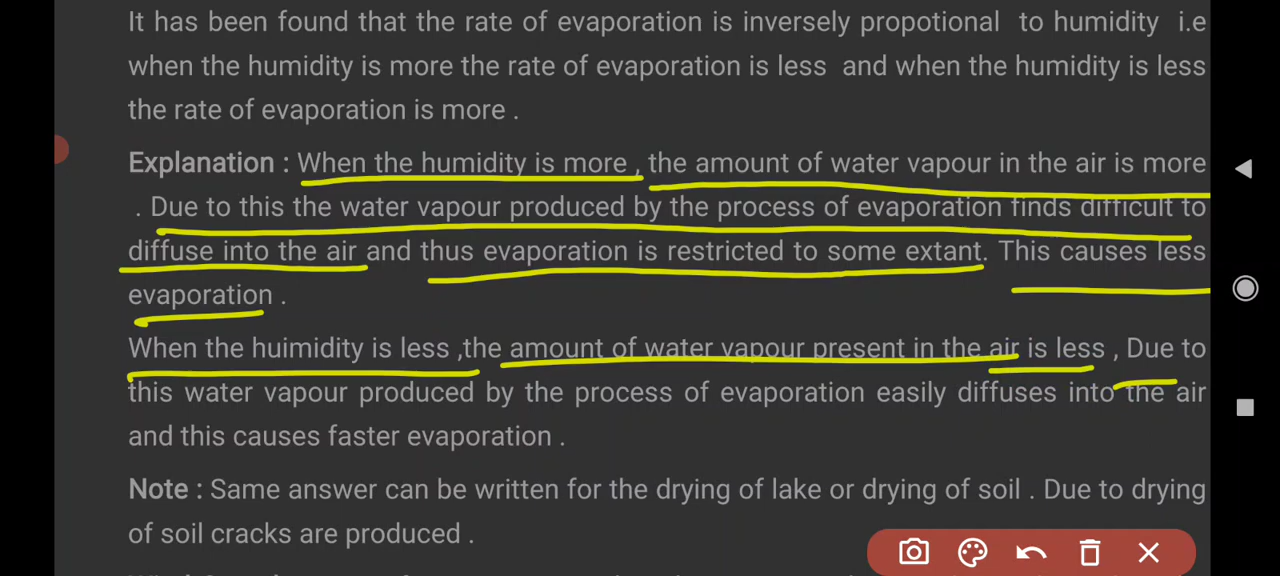 It has been found that the rate of evaporation is inversely propotional to humidity i.e
when the humidity is more the rate of evaporation is less and when the humidity is less
the rate of evaporation is more .
Explanation : When the humidity is more , the amount of water vapour in the air is more
. Due to this the water vapour produced by the process of evaporation finds difficult to
diffuse into the air and thus evaporation is restricted to some extant. This causes less
evaporation .
When the huimidity is less ,the amount of water vapour present in the air is less , Due to
this water vapour produced by the process of evaporation easily diffuses into the air
and this causes faster evaporation .
Note : Same answer can be written for the drying of lake or drying of soil . Due to drying
of soil cracks are produced .